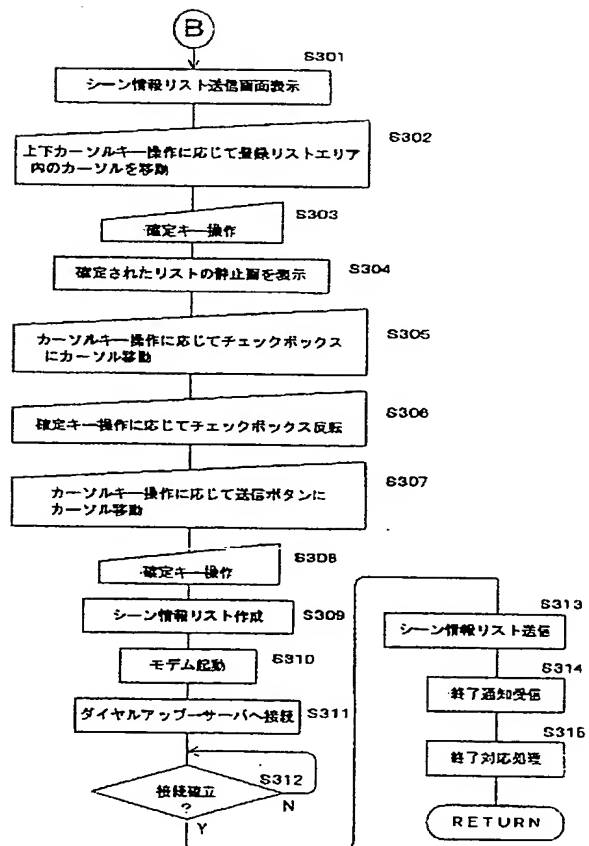 B
S301
シーン情報リスト送信画面表示
S302
上下カーソルキー操作に応じて登録リストエリア
内のカーソルを移動
S303
確定キー操作
S304
確定されたリストの静止画を表示
S305
カーソルキー操作に応じてチェックボックス
にカーソル移動
S306
確定キー操作に応じてチェックボックス反転
S307
カーソルキー操作に応じて送信ボタンに
カーソル移動
S308
確定キー操作
シーン情報リスト作成
S309
モデム起動
S310
ダイヤルアップーサーバへ接続
S311
S312
接続確立
?
N
Y
S313
シーン情報リスト送信
S314
終了通知受信
S315
終了対応処理
RETURN